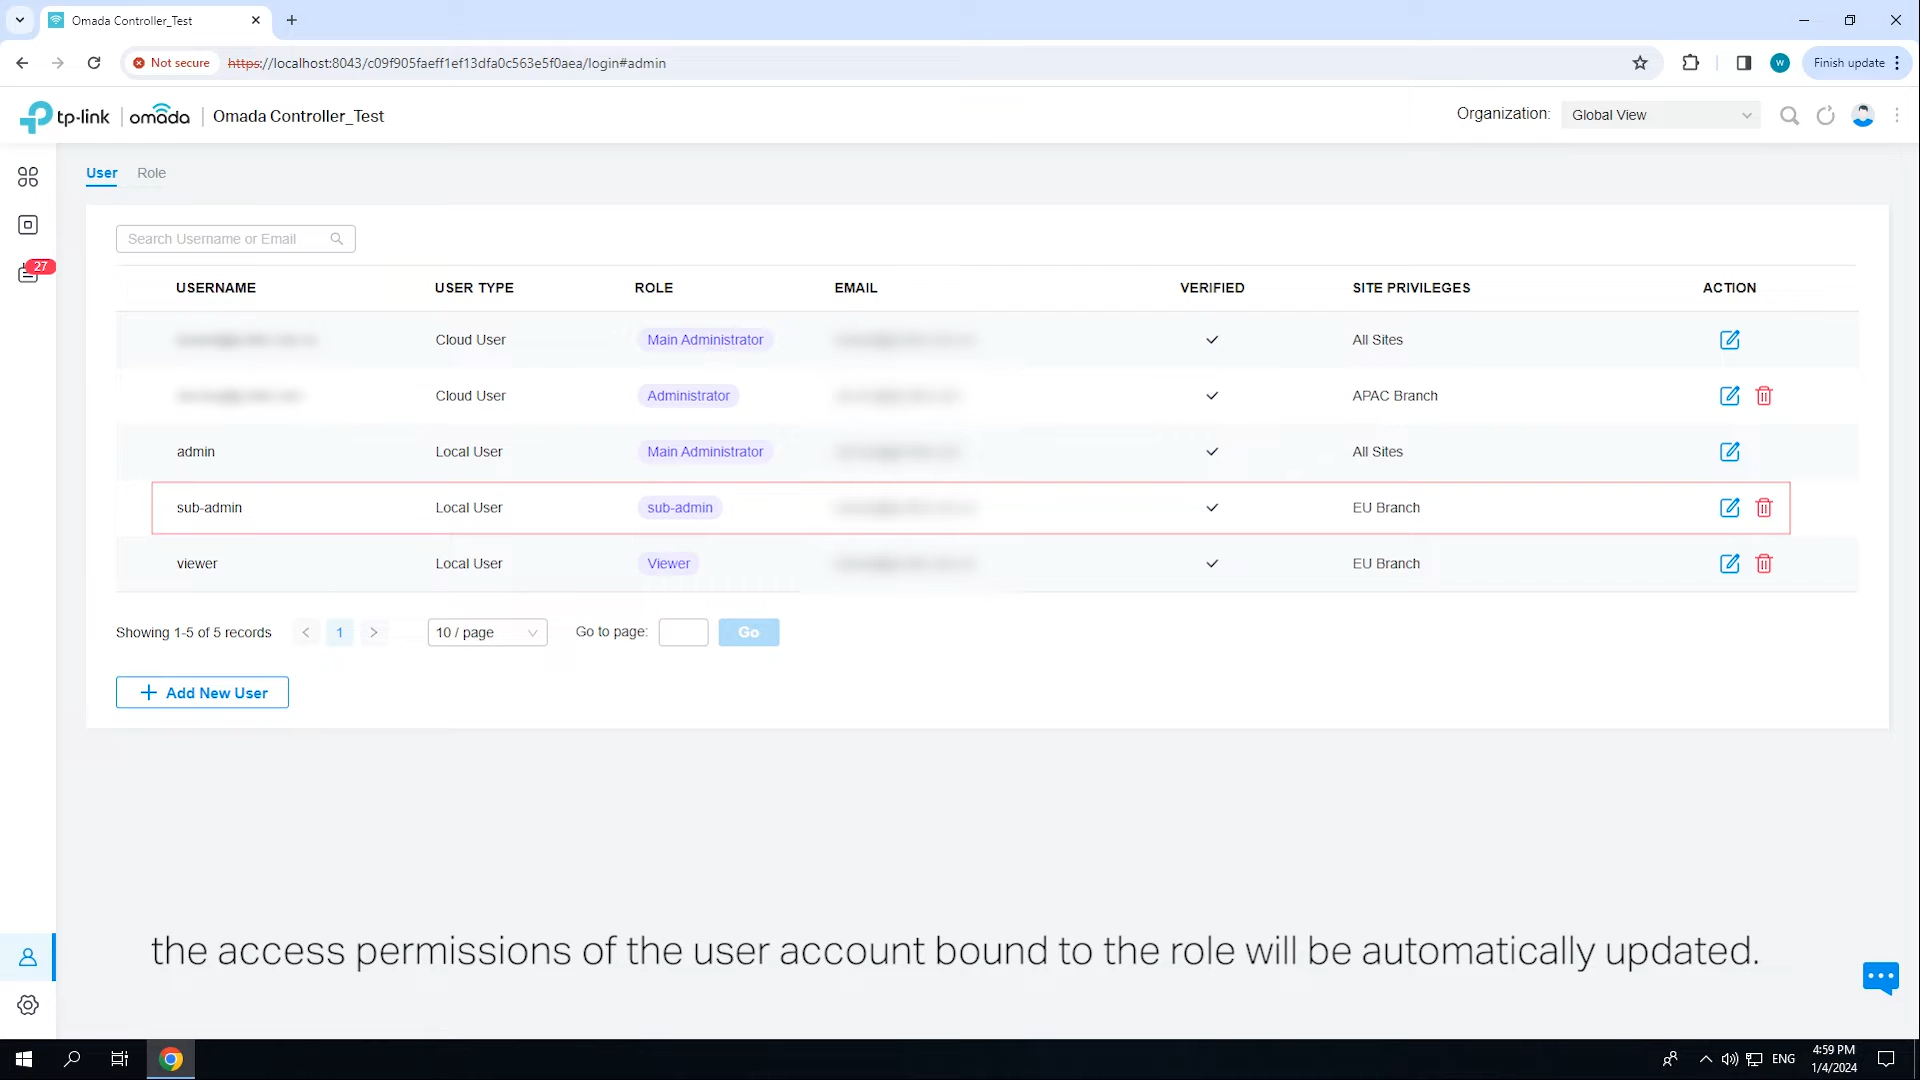 Omada Controller_Test
Not secure
https://localhost:8043/c09f905faeff1ef13dfa0c563e5f0aea/login#admin
W
Finish update
tp-link
omada
Omada Controller_Test
Organization:
Global View
User
Role
27
Search Username or Email
USERNAME USER TYPE ROLE EMAIL VERIFIED SITE PRIVILEGES ACTION
Cloud User Main Administrator All Sites
Cloud User Administrator APAC Branch
admin Local User Main Administrator All Sites
sub-admin Local User sub-admin EU Branch
viewer Local User Viewer EU Branch
Showing 1-5 of 5 records < 1 > 10 / page Go to page: Go
+ Add New User
the access permissions of the user account bound to the role will be automatically updated.
ENG
4:59 PM
1/4/2024